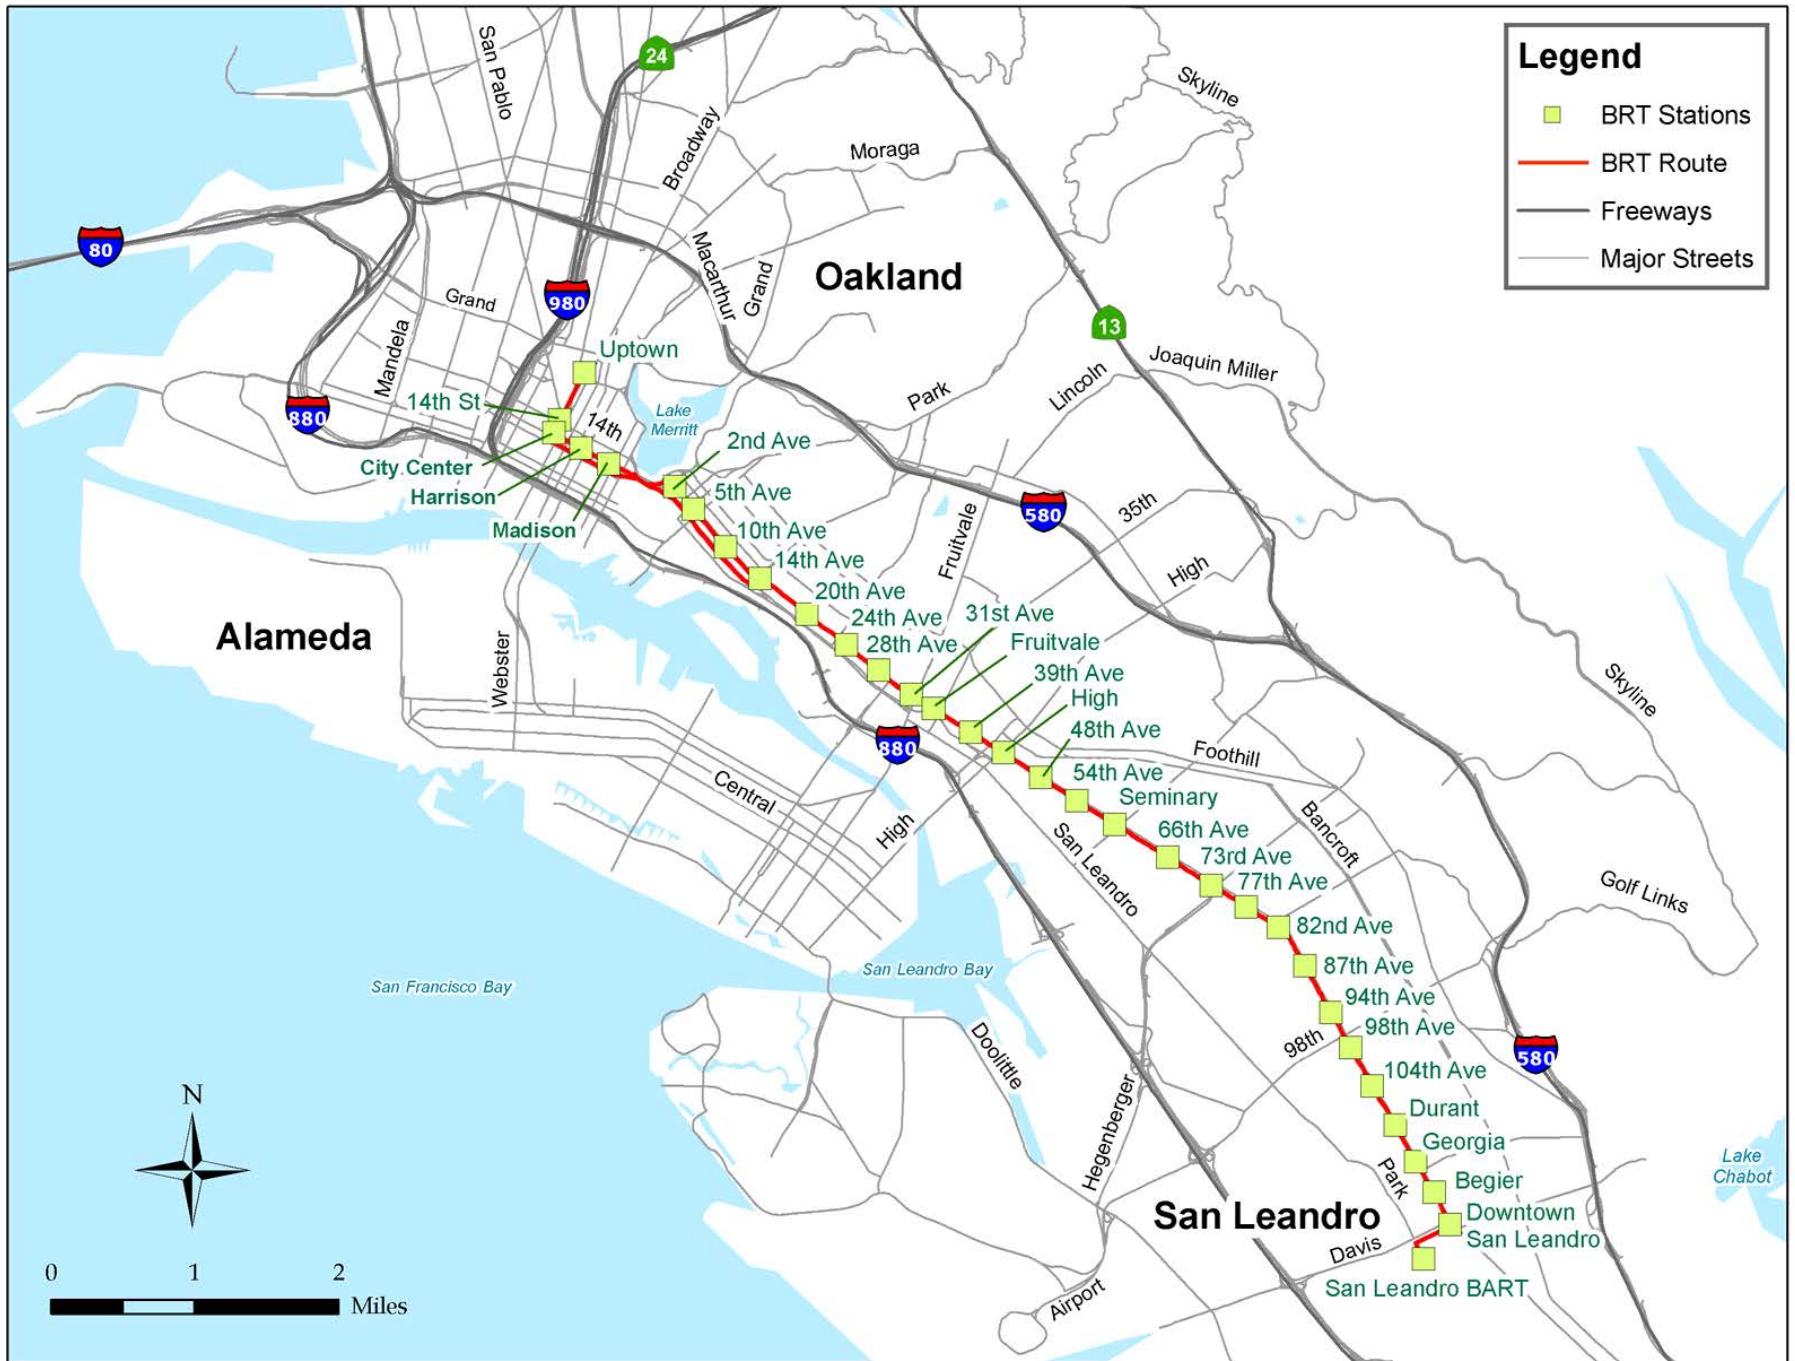 24
San Pablo
Skyline
Legend
BRT Stations
BRT Route
Freeways
Major Streets
Broadway
Moraga
80
Macarthur
Grand
Oakland
980
Grand
Mandela
13
Uptown
Joaquin Miller
Lincoln
Park
880
14th St
14th
Lake
Merritt
2nd Ave
City Center
Harrison
5th Ave
Madison
10th Ave
Fruitvale
580
35th
14th Ave
High
20th Ave
24th Ave
31st Ave
28th Ave
Fruitvale
Alameda
Webster
39th Ave
High
Skyline
48th Ave
880
Foothill
54th Ave
Central
Seminary
High
66th Ave
Bancroft
San Leandro
73rd Ave
77th Ave
Golf Links
82nd Ave
87th Ave
San Francisco Bay
San Leandro Bay
94th Ave
98th Ave
98th
580
Doolittle
104th Ave
Hegenberger
Durant
N
Georgia
Lake
Chabot
Park
Begier
San Leandro
Downtown
San Leandro
Davis
San Leandro BART
Airport
0 1 2
Miles